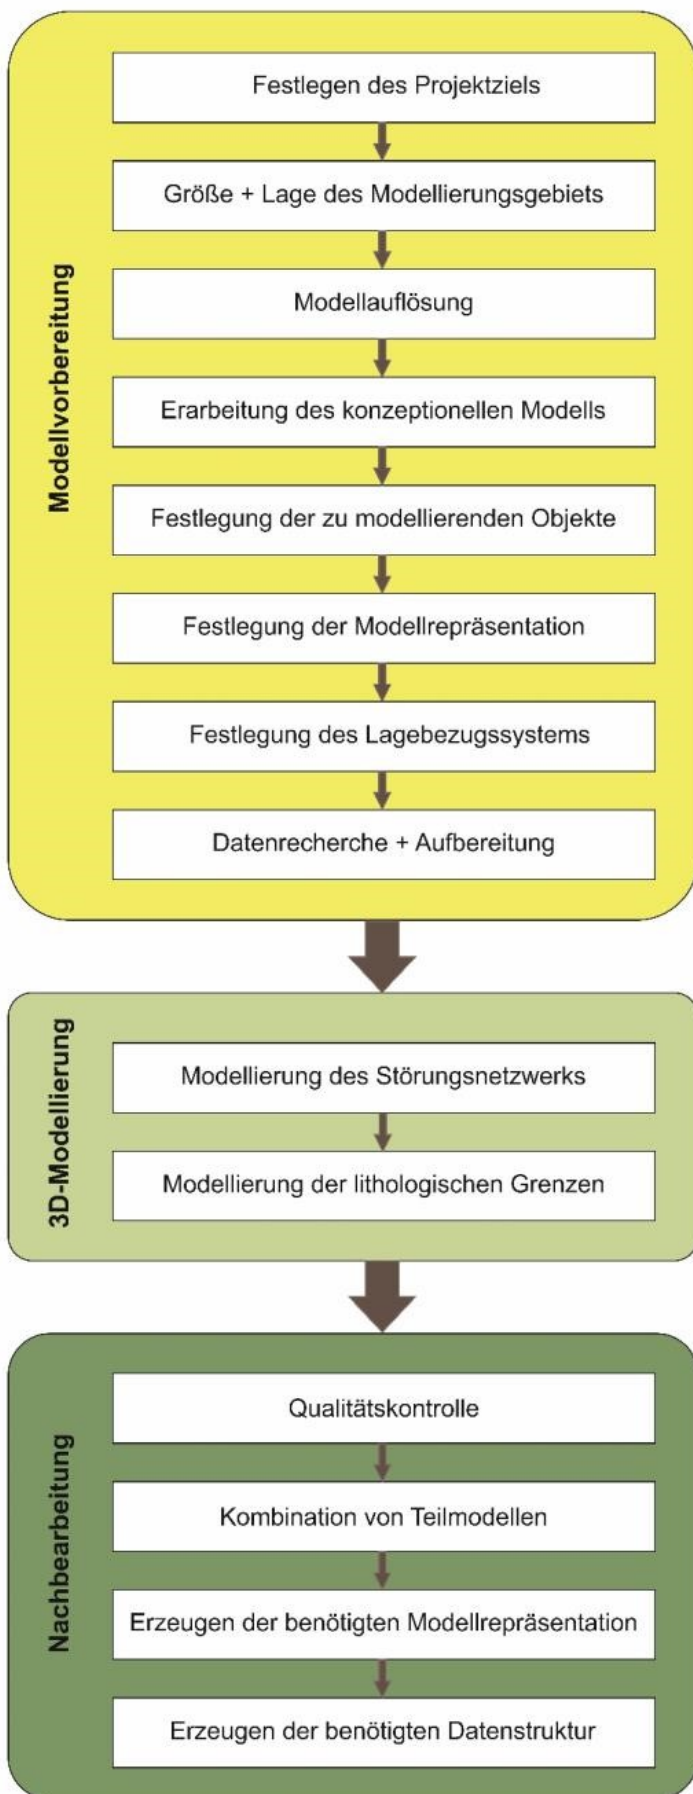 Modellvorbereitung
Festlegen des Projektziels
Größe + Lage des Modellierungsgebiets
Modellauflösung
Erarbeitung des konzeptionellen Modells
Festlegung der zu modellierenden Objekte
Festlegung der Modellrepräsentation
Festlegung des Lagebezugssystems
Datenrecherche + Aufbereitung
3D-Modellierung
Modellierung des Störungsnetzwerks
Modellierung der lithologischen Grenzen
Nachbearbeitung
Qualitätskontrolle
Kombination von Teilmodellen
Erzeugen der benötigten Modellrepräsentation
Erzeugen der benötigten Datenstruktur